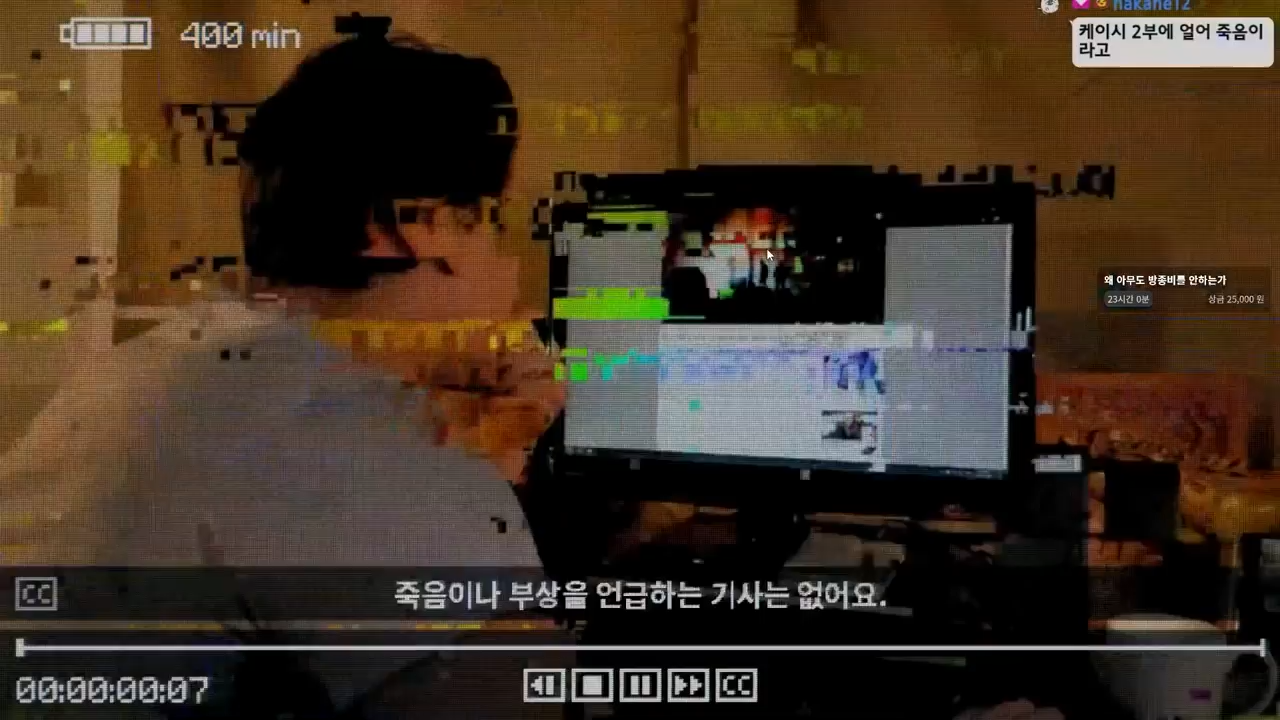 400 min
nakane12
케이시 2부에 얼어 죽음이
라고
왜 아무도 방종비를 안하는가
23시간 0분
상금 25,000 원
CC
죽음이나 부상을 언급하는 기사는 없어요.
00:00:00:07
CC